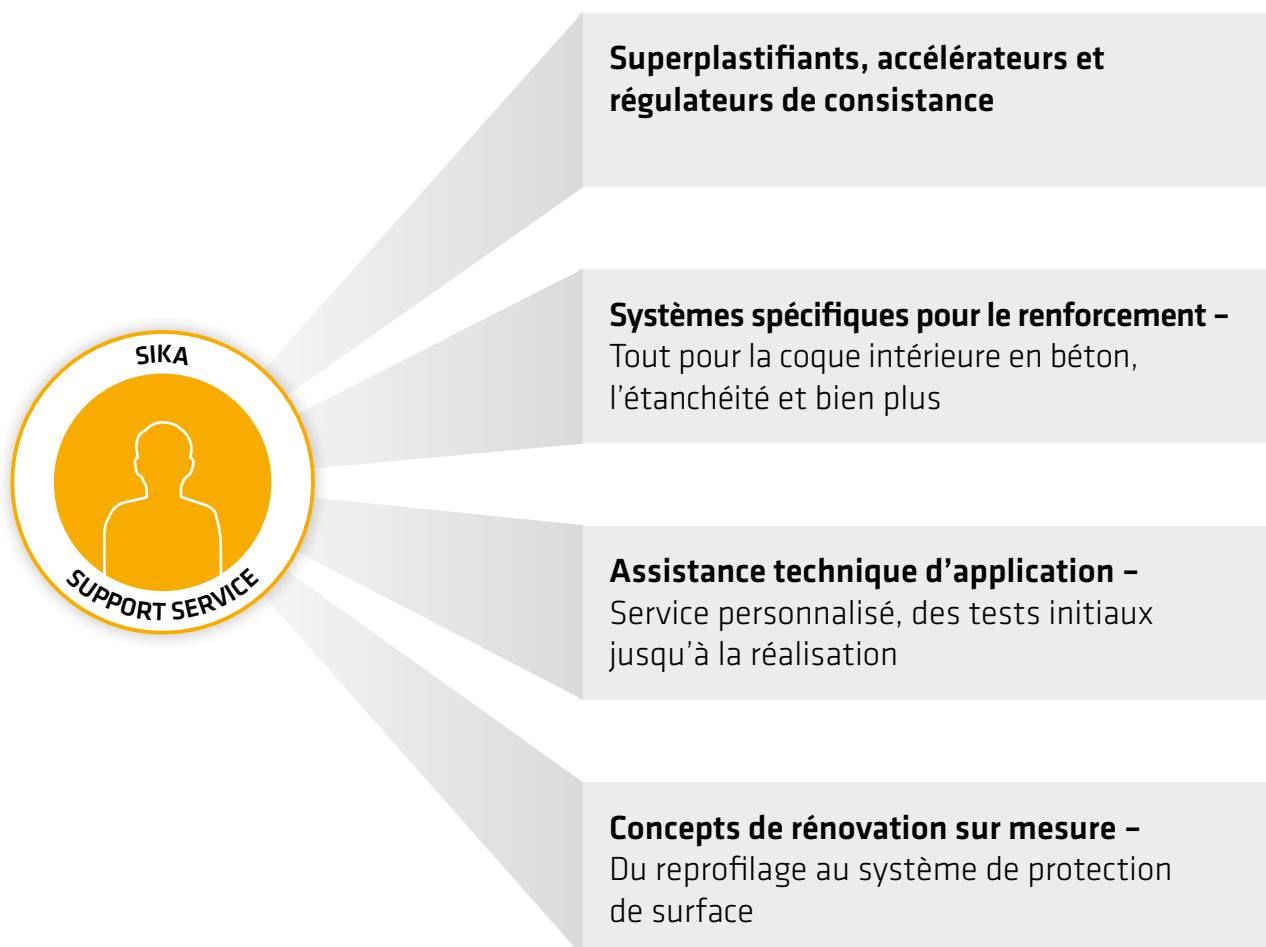 SIKA
SUPPORT SERVICE
Superplastifiants, accélérateurs et
régulateurs de consistance
Systèmes spécifiques pour le renforcement –
Tout pour la coque intérieure en béton,
l’étanchéité et bien plus
Assistance technique d’application –
Service personnalisé, des tests initiaux
jusqu’à la réalisation
Concepts de rénovation sur mesure –
Du reprofilage au système de protection
de surface